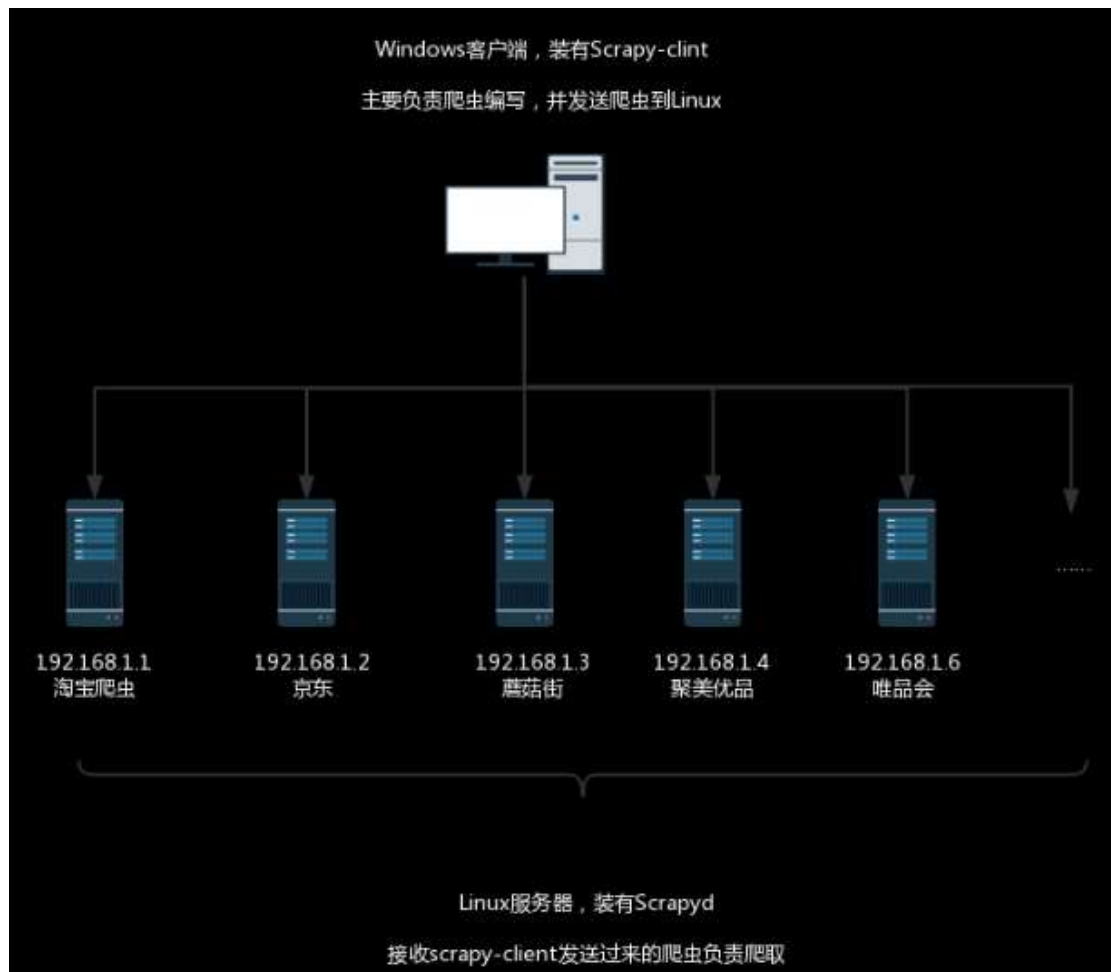 Windows客户端，装有Scrapy-clint
主要负责爬虫编写，并发送爬虫到Linux
……
192.168.1.1
淘宝爬虫
192.168.1.2
京东
192.168.1.3
蘑菇街
192.168.1.4
聚美优品
192.168.1.6
唯品会
Linux服务器，装有Scrapyd
接收scrapy-client发送过来的爬虫负责爬取